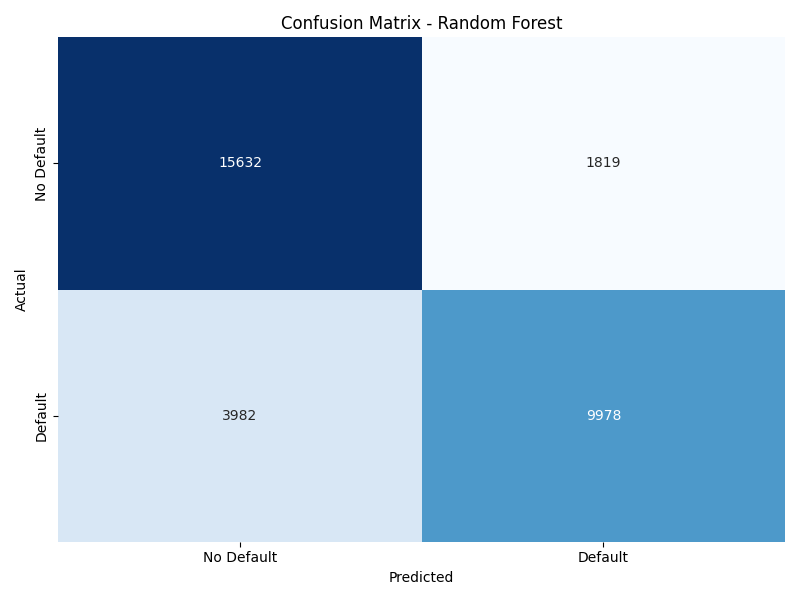 Confusion Matrix - Random Forest
No Default
15632
1819
Actual
Default
3982
9978
No Default
Default
Predicted